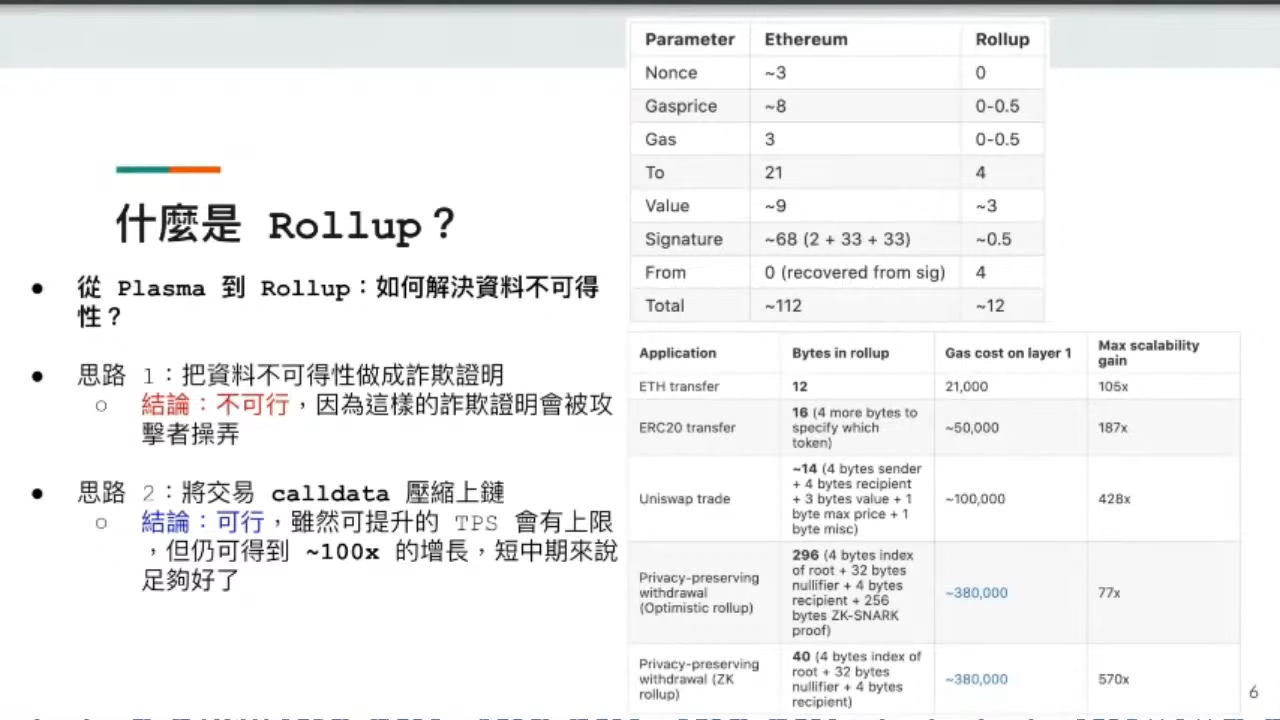 什麼是 Rollup？
● 從 Plasma 到 Rollup：如何解決資料不可得
性？
● 思路 1：把資料不可得性做成詐欺證明
○ 結論：不可行，因為這樣的詐欺證明會被攻
擊者操弄
● 思路 2：將交易 calldata 壓縮上鏈
○ 結論：可行，雖然可提升的 TPS 會有上限
，但仍可得到 ~100x 的增長，短中期來說
足夠好了
Parameter Ethereum Rollup
Nonce ~3 0
Gasprice ~8 0-0.5
Gas 3 0-0.5
To 21 4
Value ~9 ~3
Signature ~68 (2 + 33 + 33) ~0.5
From 0 (recovered from sig) 4
Total ~112 ~12
Application Bytes in rollup Gas cost on layer 1 Max scalability
gain
ETH transfer 12 21,000 105x
ERC20 transfer 16 (4 more bytes to
specify which
token) ~50,000 187x
Uniswap trade ~14 (4 bytes sender
+ 4 bytes recipient
+ 3 bytes value + 1
byte max price + 1
byte misc) ~100,000 428x
Privacy-preserving
withdrawal
(Optimistic rollup) 296 (4 bytes index
of root + 32 bytes
nullifier + 4 bytes
recipient + 256
bytes ZK-SNARK
proof) ~380,000 77x
Privacy-preserving
withdrawal (ZK
rollup) 40 (4 bytes index of
root + 32 bytes
nullifier + 4 bytes
recipient) ~380,000 570x
6